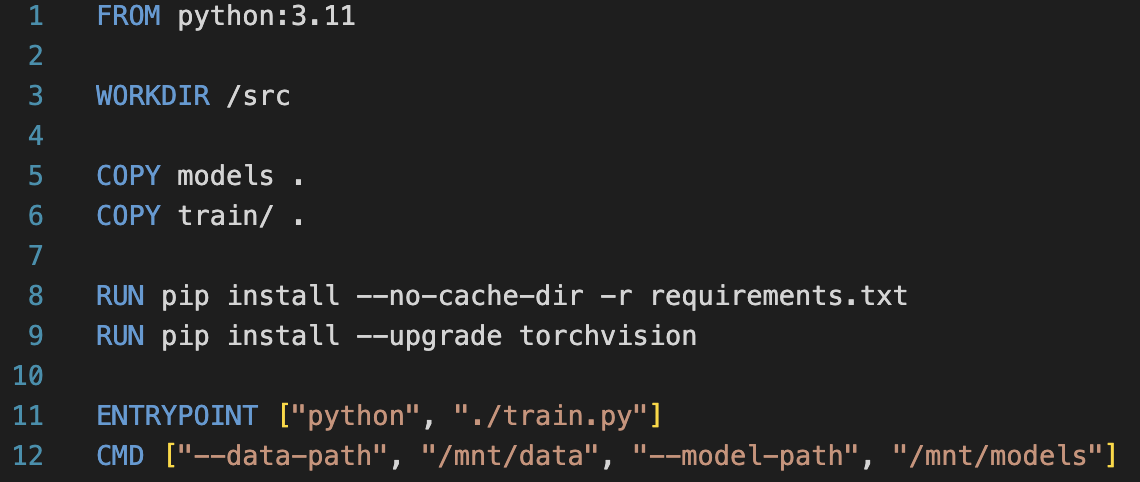 1 FROM python:3.11
2
3 WORKDIR /src
4
5 COPY models .
6 COPY train/ .
7
8 RUN pip install --no-cache-dir -r requirements.txt
9 RUN pip install --upgrade torchvision
10
11 ENTRYPOINT ["python", "./train.py"]
12 CMD ["--data-path", "/mnt/data", "--model-path", "/mnt/models"]